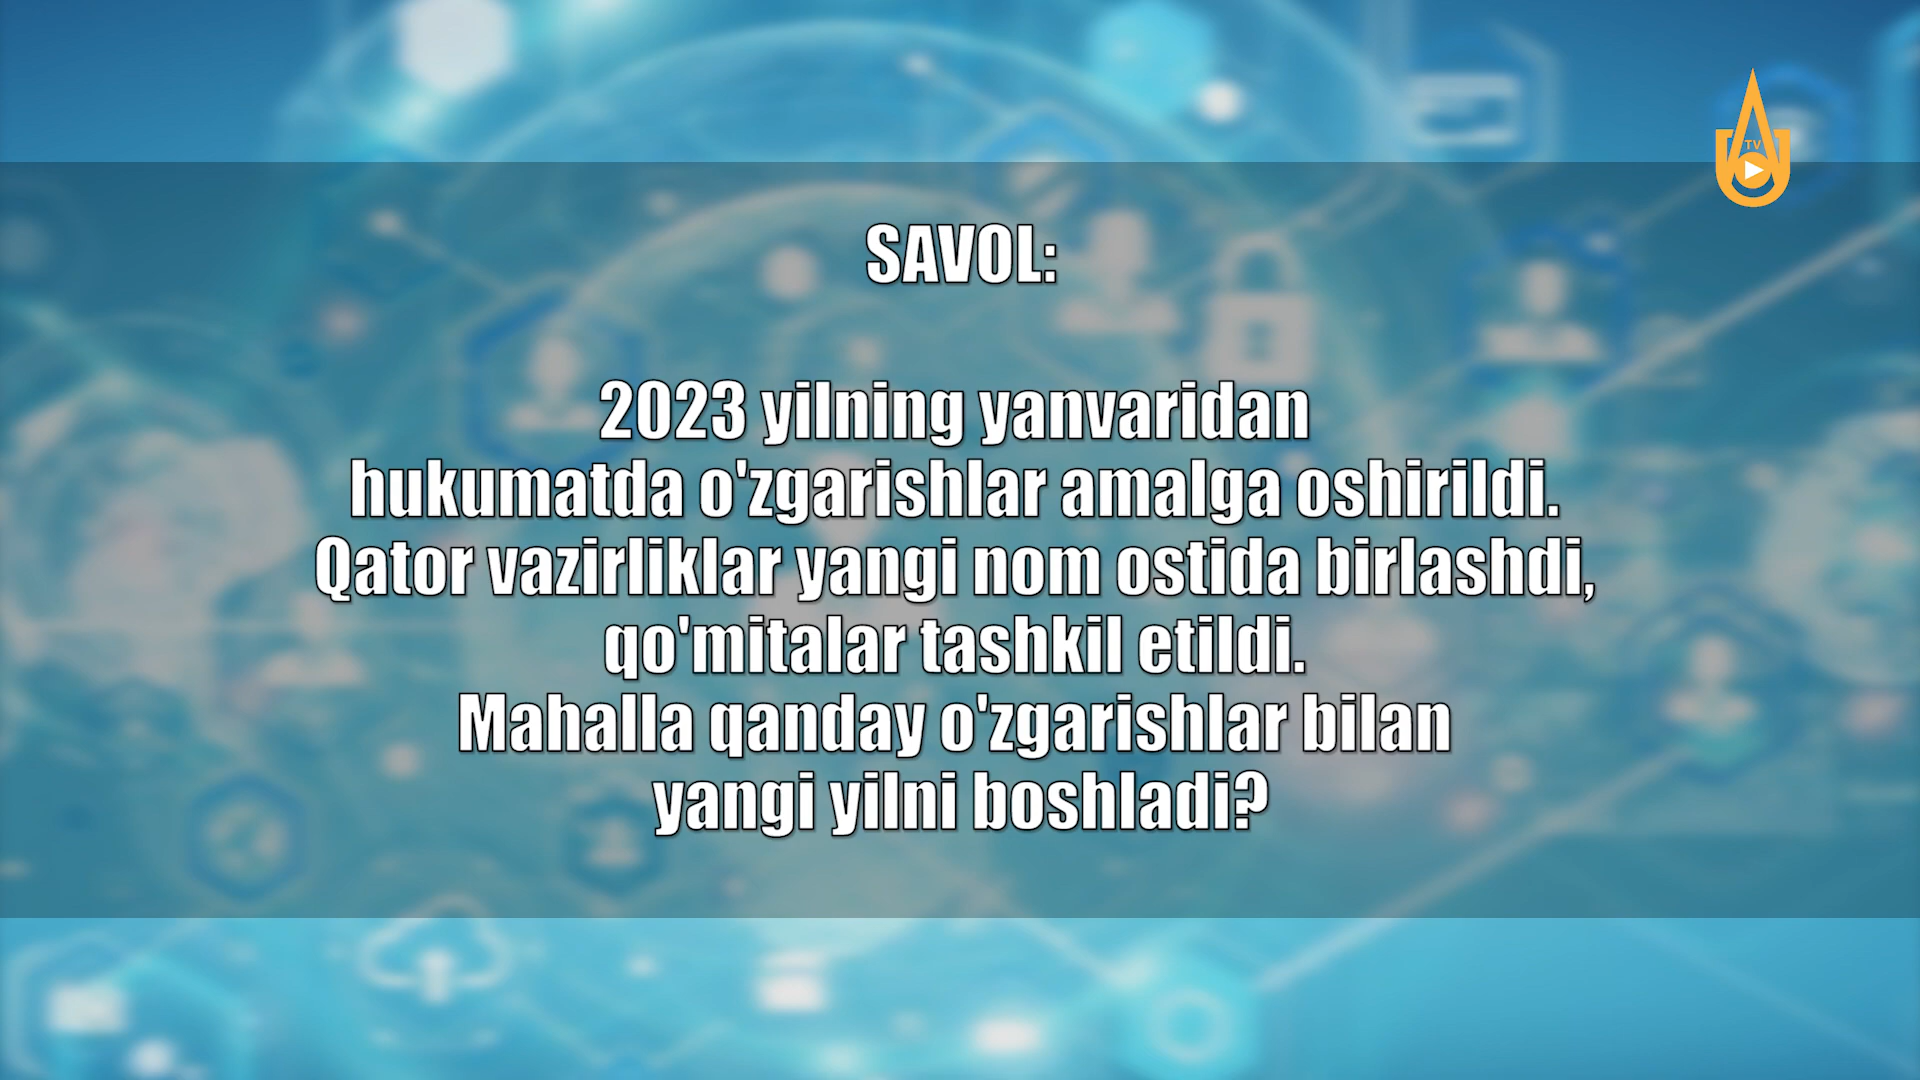 TV
SAVOL:
2023 yilning yanvaridan
hukumatda o'zgarishlar amalga oshirildi.
Qator vazirliklar yangi nom ostida birlashdi,
qo'mitalar tashkil etildi.
Mahalla qanday o'zgarishlar bilan
yangi yilni boshladi?